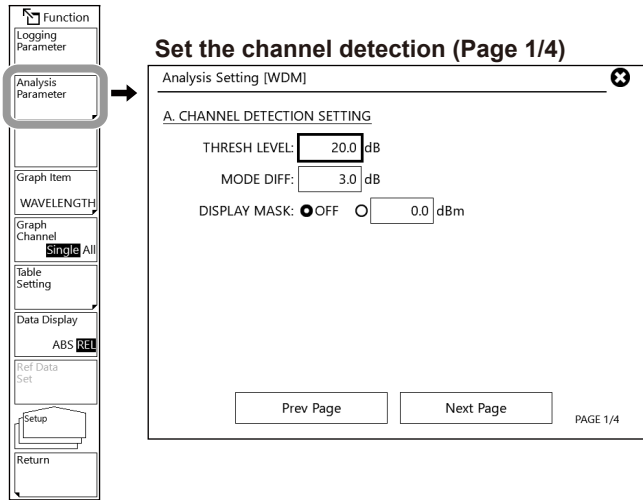 Function
Logging
Parameter
Analysis
Parameter
Graph Item
WAVELENGTH
Graph
Channel
Single All
Table
Setting
Data Display
ABS REL
Ref Data
Set
Setup
Return
Set the channel detection (Page 1/4)
Analysis Setting [WDM]
A. CHANNEL DETECTION SETTING
THRESH LEVEL: 20.0 dB
MODE DIFF: 3.0 dB
DISPLAY MASK: OFF 0.0 dBm
Prev Page Next Page PAGE 1/4